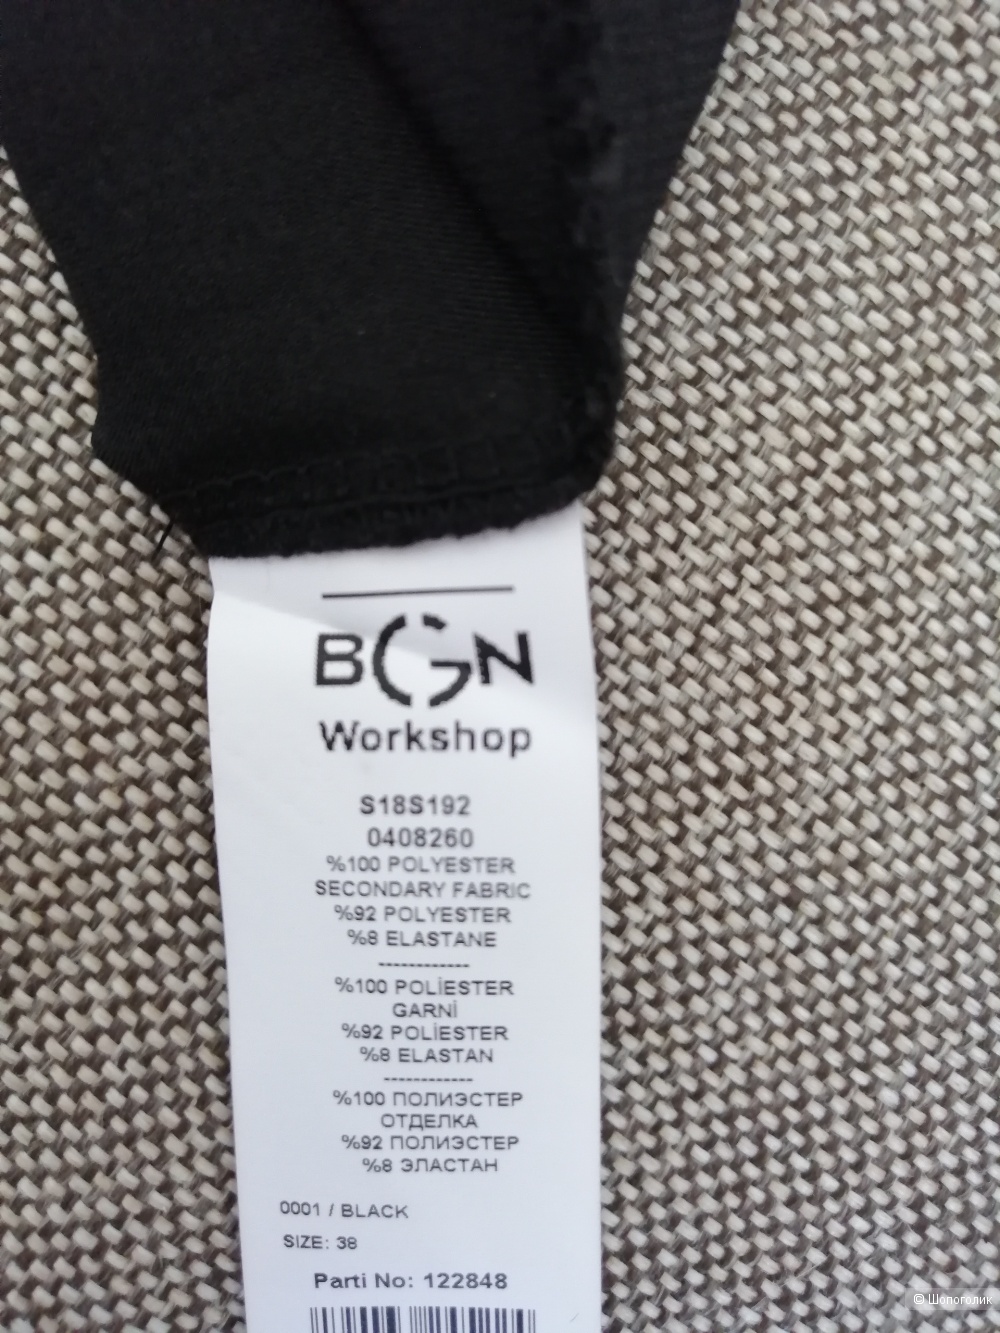 BGN
Workshop
S18S192
0408260
%100 POLYESTER
SECONDARY FABRIC
%92 POLYESTER
%8 ELASTANE
-------------
%100 POLİESTER
GARNİ
%92 POLİESTER
%8 ELASTAN
-------------
%100 ПОЛИЭСТЕР
ОТДЕЛКА
%92 ПОЛИЭСТЕР
%8 ЭЛАСТАН
0001 / BLACK
SIZE: 38
Parti No: 122848
© Шопоголик